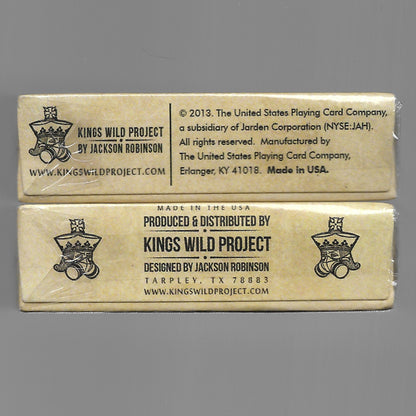 KINGS WILD PROJECT
BY JACKSON ROBINSON
WWW.KINGSWILDPROJECT.COM
© 2013. The United States Playing Card Company,
a subsidiary of Jarden Corporation (NYSE:JAH).
All rights reserved. Manufactured by
The United States Playing Card Company,
Erlanger, KY 41018. Made in USA.
MADE IN THE USA
PRODUCED & DISTRIBUTED BY
KINGS WILD PROJECT
DESIGNED BY JACKSON ROBINSON
TARPLEY, TX 78883
WWW.KINGSWILDPROJECT.COM